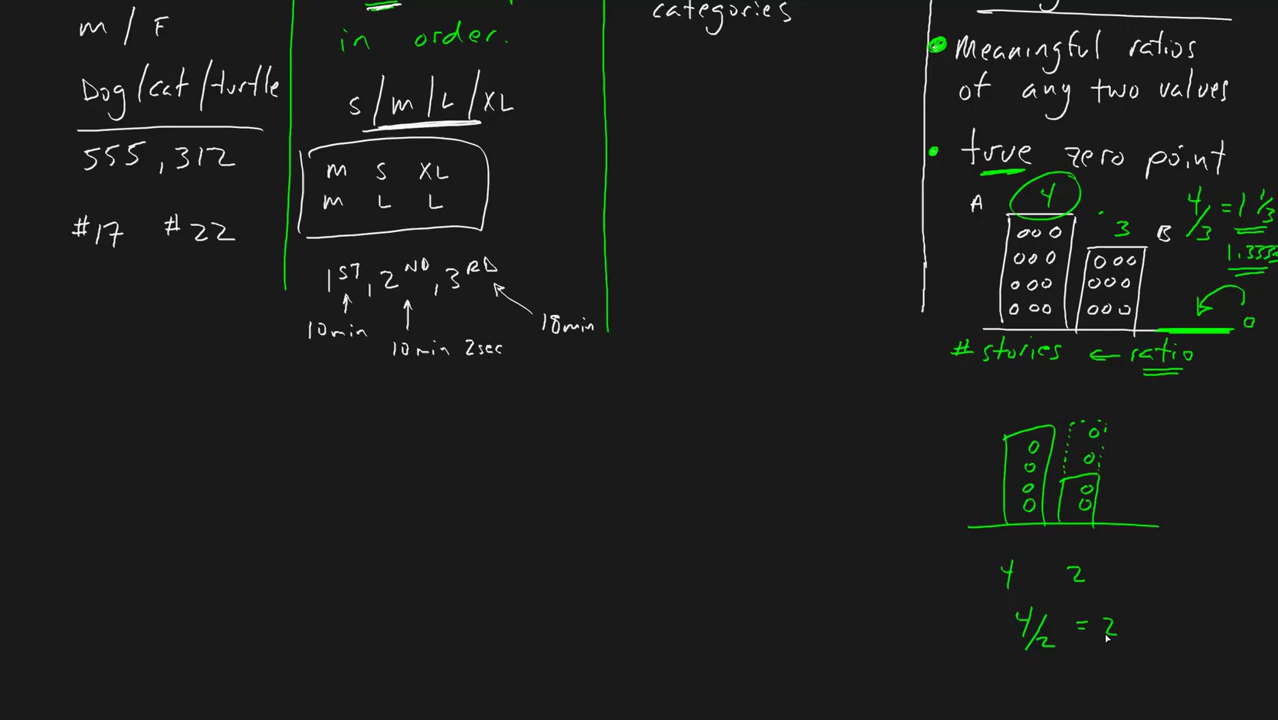 M / F
Dog/cat/turtle
555, 312
#17 #22
in order.
S/M/L/XL
M S XL
M L L
1ST, 2ND, 3RD
10min
10min 2sec
18min
categories
• Meaningful ratios
of any two values
• true zero point
A 4
3 B
4/3 = 1 1/3
1.333
0
# stories ← ratio
4 2
4/2 = 2